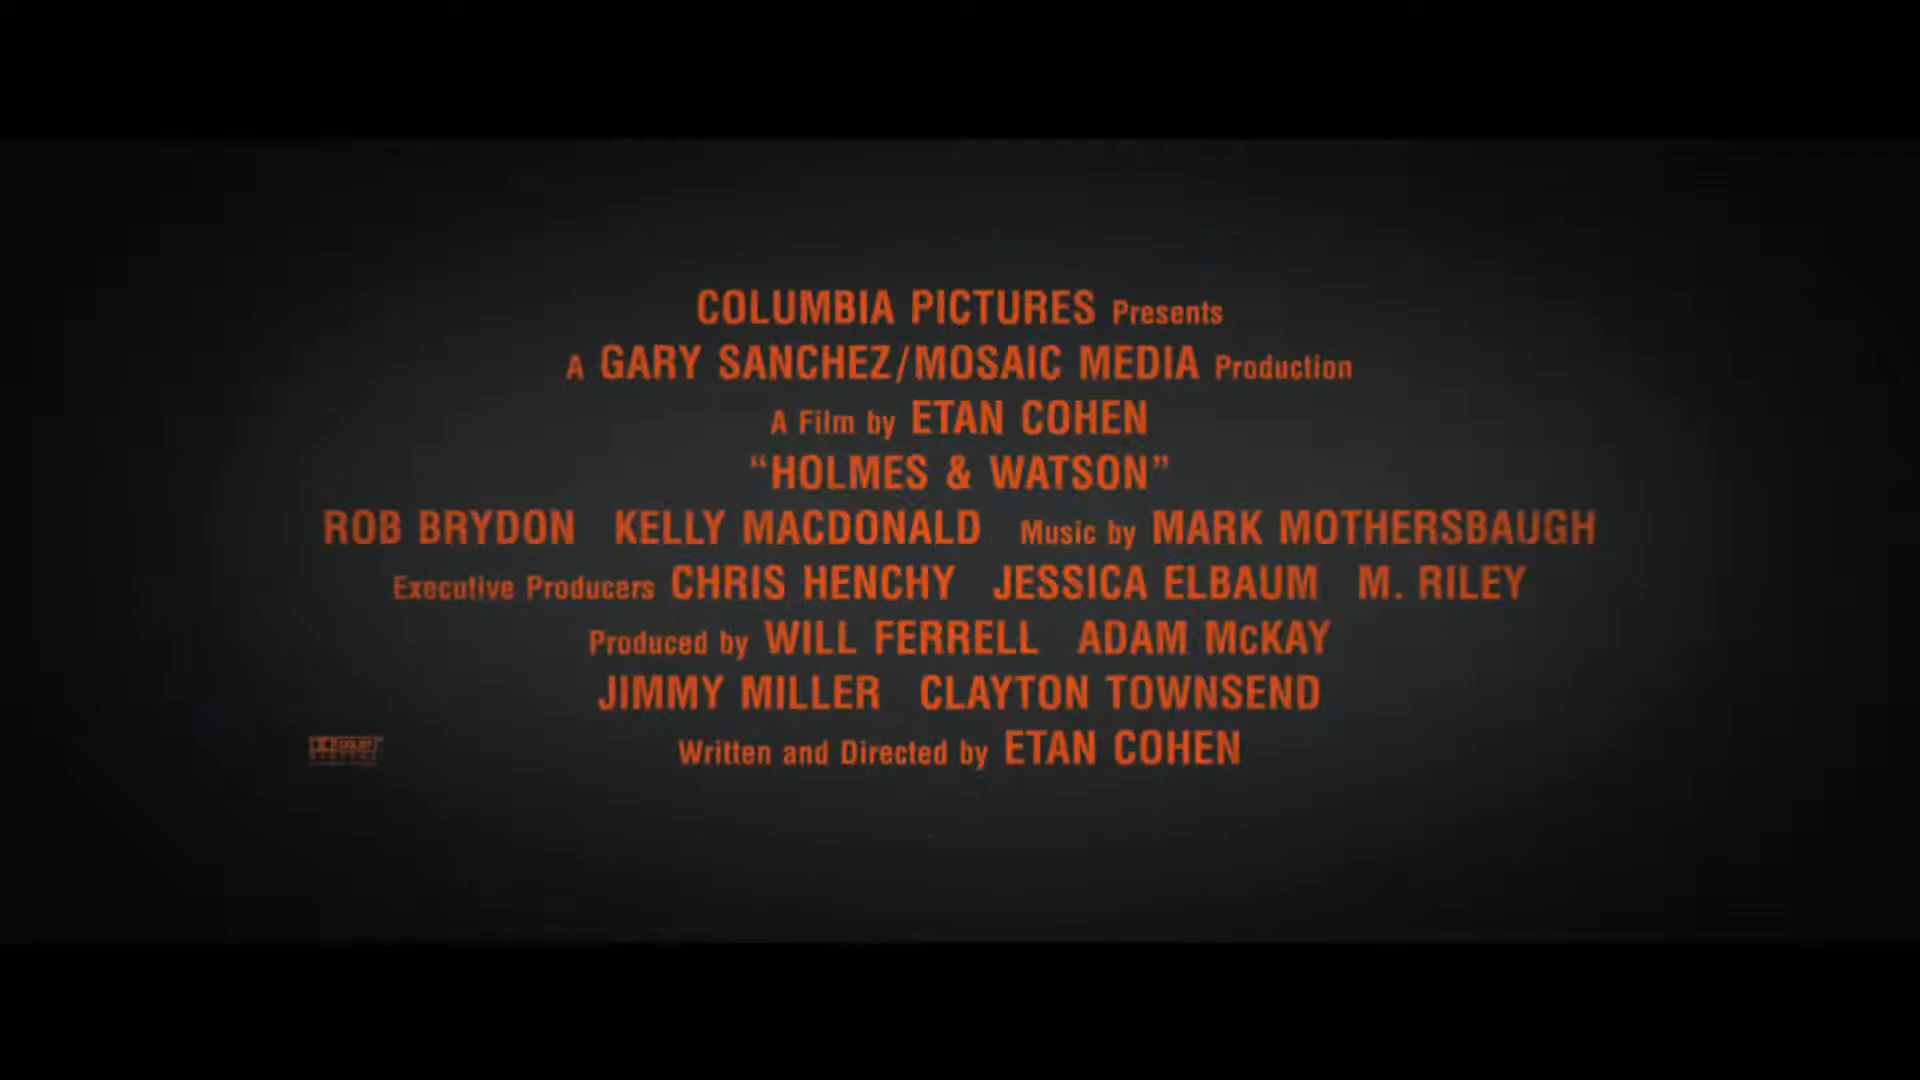 COLUMBIA PICTURES Presents
A GARY SANCHEZ/MOSAIC MEDIA Production
A Film by ETAN COHEN
“HOLMES & WATSON”
ROB BRYDON KELLY MACDONALD Music by MARK MOTHERSBAUGH
Executive Producers CHRIS HENCHY JESSICA ELBAUM M. RILEY
Produced by WILL FERRELL ADAM McKAY
JIMMY MILLER CLAYTON TOWNSEND
Written and Directed by ETAN COHEN